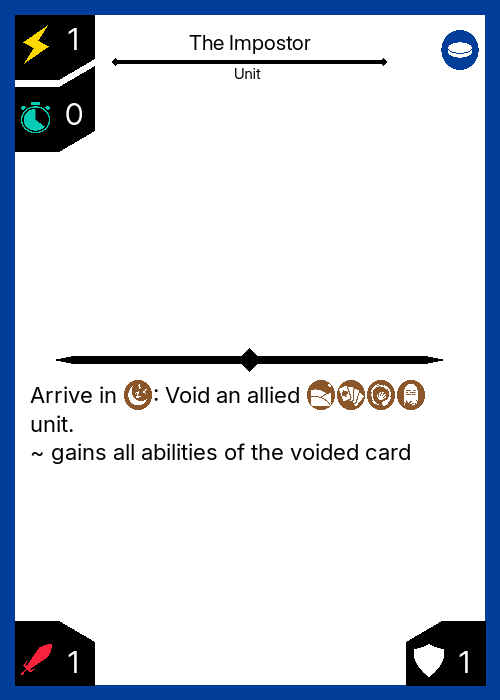 1
The Impostor
Unit
0
Arrive in : Void an allied
unit.
~ gains all abilities of the voided card
1
1